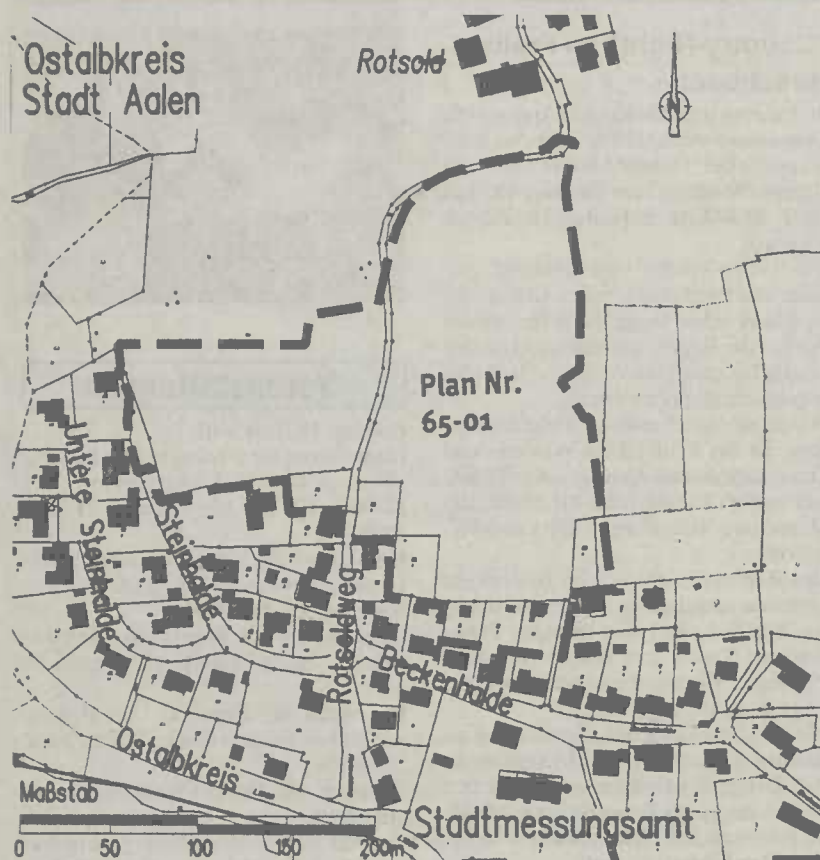 Ostalbkreis
Stadt Aalen
Rotsold
N
Plan Nr.
65-01
Untere Steinhalde
Steinhalde
Rotsoldweg
Beckenhalde
Ostalbkreis
Maßstab
0 50 100 200m
Stadtmessungsamt